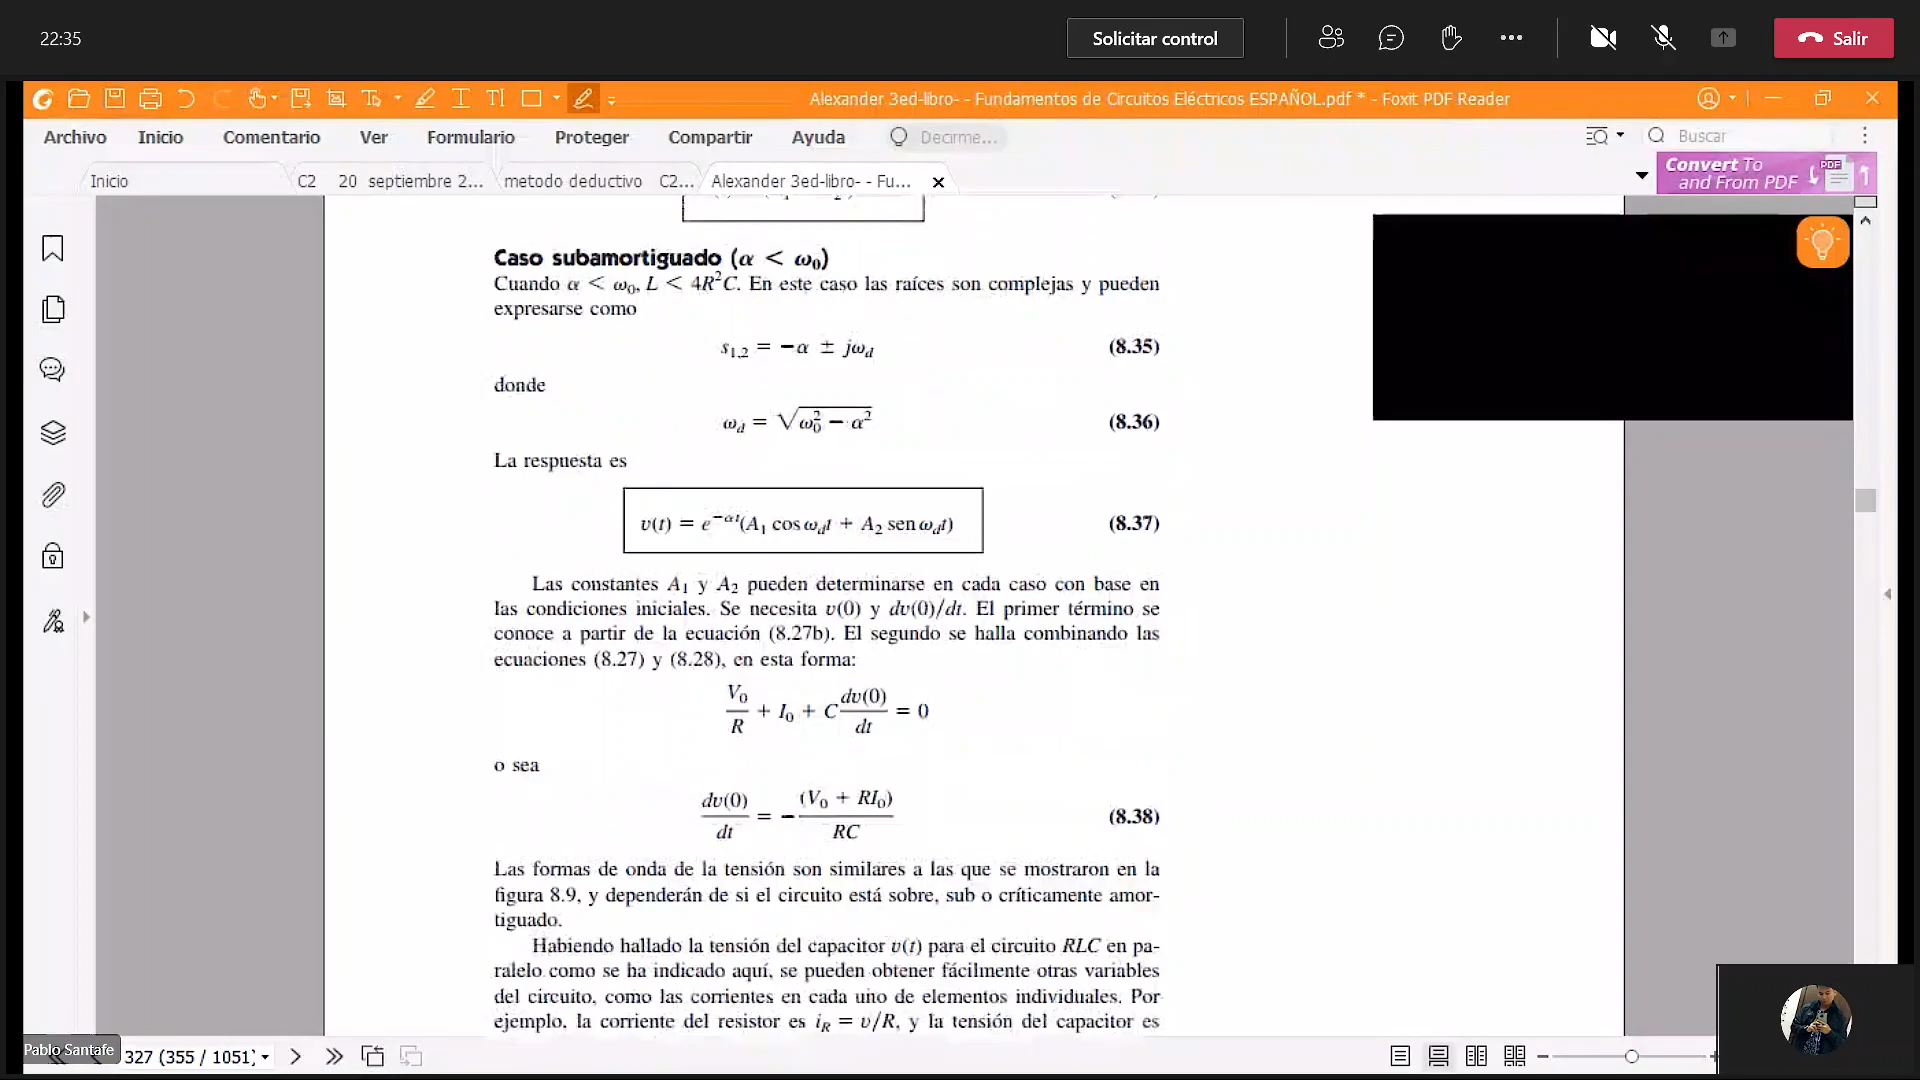 22:35
Solicitar control
Salir
Alexander 3ed-libro- - Fundamentos de Circuitos Eléctricos ESPAÑOL.pdf * - Foxit PDF Reader
Archivo Inicio Comentario Ver Formulario Proteger Compartir Ayuda Decirme... Buscar
Inicio C2 20 septiembre 2... metodo deductivo C2... Alexander 3ed-libro- - Fu...
Convert To
and From PDF
PDF
Caso subamortiguado (α < ω₀)
Cuando α < ω₀, L < 4R²C. En este caso las raíces son complejas y pueden
expresarse como
s₁,₂ = −α ± jω_d (8.35)
donde
ω_d = √(ω₀² − α²) (8.36)
La respuesta es
v(t) = e^(−αt)(A₁ cos ω_d t + A₂ sen ω_d t) (8.37)
Las constantes A₁ y A₂ pueden determinarse en cada caso con base en
las condiciones iniciales. Se necesita v(0) y dv(0)/dt. El primer término se
conoce a partir de la ecuación (8.27b). El segundo se halla combinando las
ecuaciones (8.27) y (8.28), en esta forma:
V₀/R + I₀ + C dv(0)/dt = 0
o sea
dv(0)/dt = −(V₀ + RI₀)/RC (8.38)
Las formas de onda de la tensión son similares a las que se mostraron en la
figura 8.9, y dependerán de si el circuito está sobre, sub o críticamente amor-
tiguado.
Habiendo hallado la tensión del capacitor v(t) para el circuito RLC en pa-
ralelo como se ha indicado aquí, se pueden obtener fácilmente otras variables
del circuito, como las corrientes en cada uno de elementos individuales. Por
ejemplo, la corriente del resistor es i_R = v/R, y la tensión del capacitor es
Pablo Santafe
327 (355 / 1051)